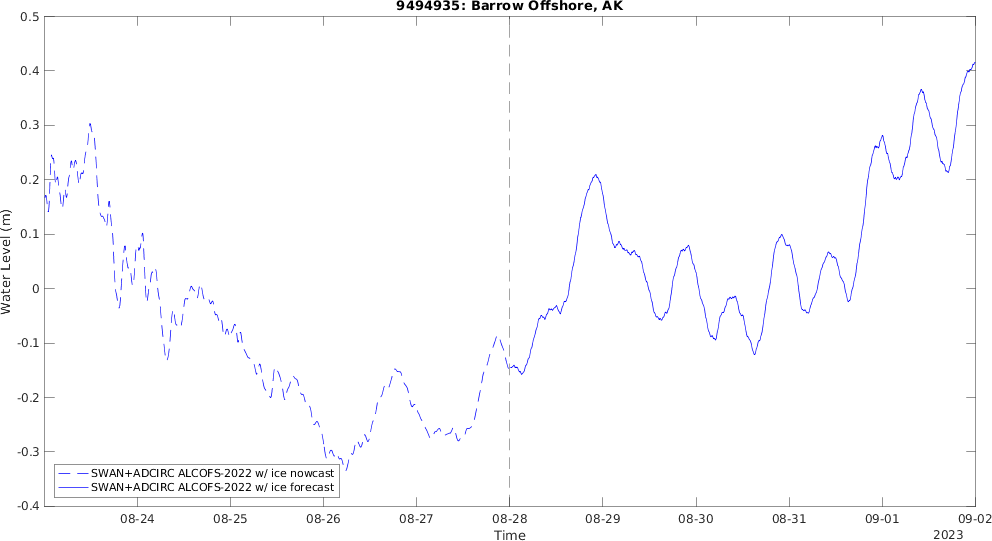 9494935: Barrow Offshore, AK
Water Level (m)
0.5
0.4
0.3
0.2
0.1
0
-0.1
-0.2
-0.3
-0.4
SWAN+ADCIRC ALCOFS-2022 w/ ice nowcast
SWAN+ADCIRC ALCOFS-2022 w/ ice forecast
08-24 08-25 08-26 08-27 08-28 08-29 08-30 08-31 09-01 09-02
Time
2023